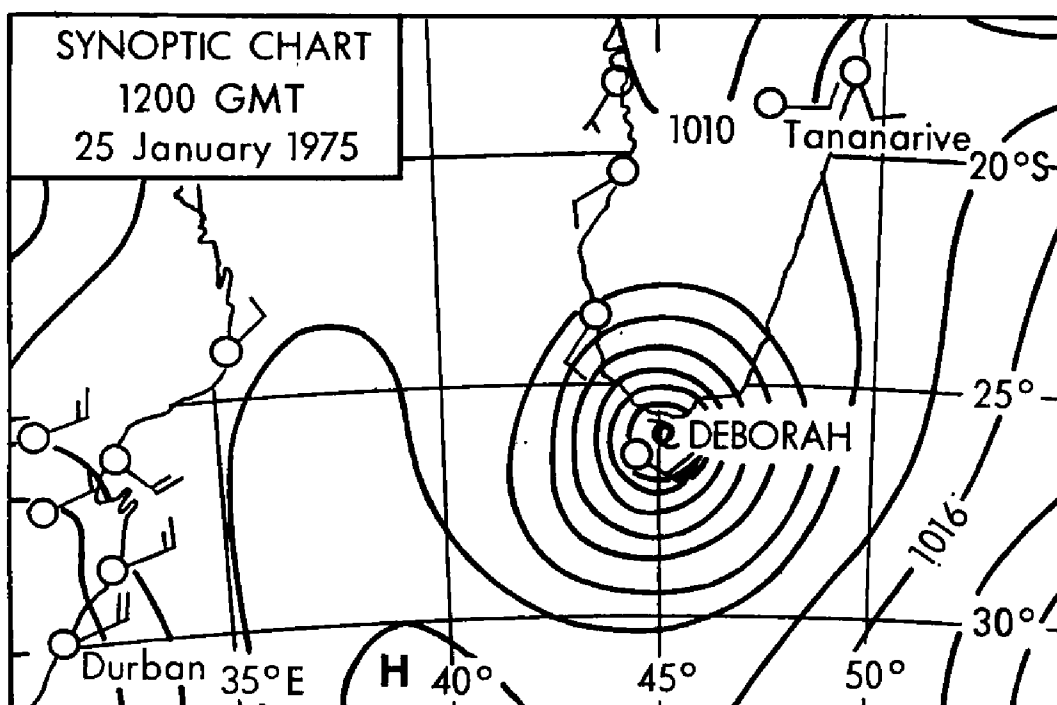 SYNOPTIC CHART
1200 GMT
25 January 1975
1010
Tananarive
20°S
25°
DEBORAH
1016
30°
Durban
35°E
H
40°
45°
50°